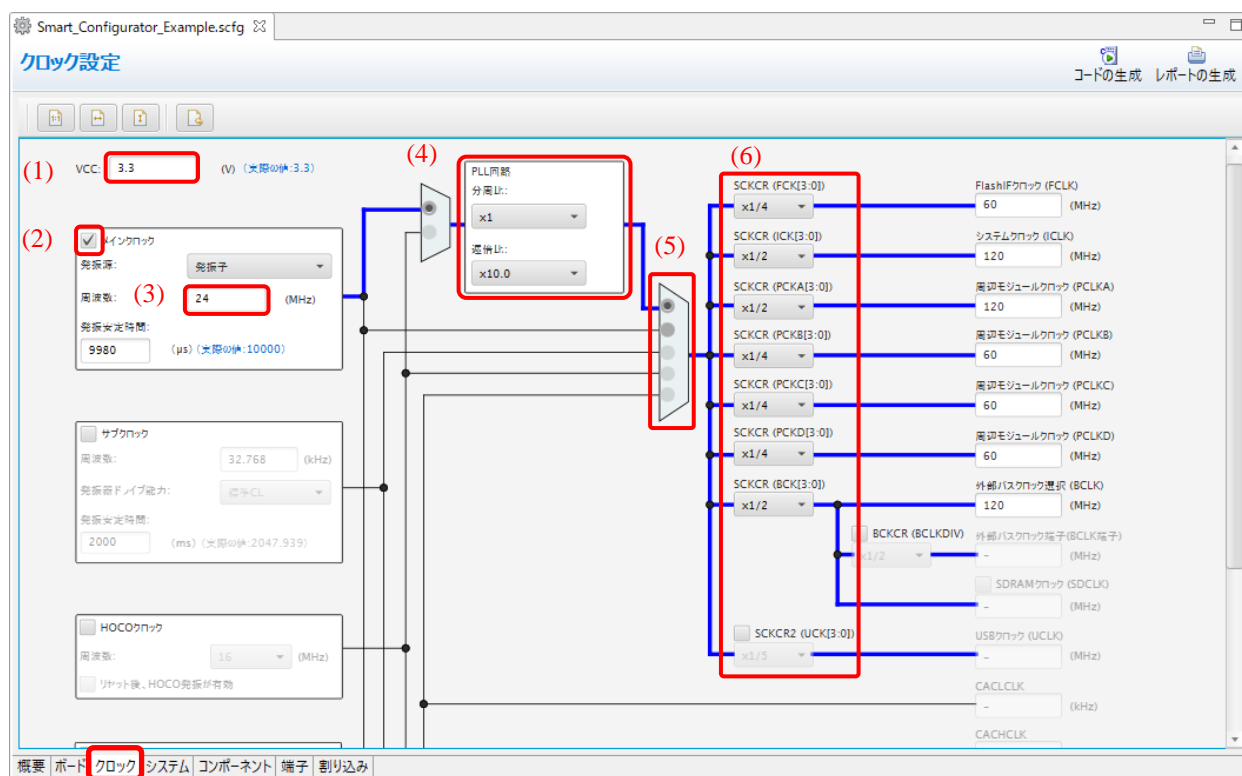 Smart_Configurator_Example.scfg
クロック設定
コードの生成 レポートの生成
1:1
(1)
VCC: 3.3 (V) (実際の値:3.3)
(2)
メインクロック
発振源: 発振子
周波数: (3) 24 (MHz)
発振安定時間:
9980 (μs) (実際の値:10000)
サブクロック
周波数: 32.768 (kHz)
発振器ドライブ能力: 標準CL
発振安定時間:
2000 (ms) (実際の値:2047.939)
HOCOクロック
周波数: 16 (MHz)
リセット後、HOCO発振が有効
(4)
PLL回路
分周比:
x1
逓倍比:
x10.0
(5)
(6)
SCKCR (FCK[3:0])
x1/4
FlashIFクロック (FCLK)
60 (MHz)
SCKCR (ICK[3:0])
x1/2
システムクロック (ICLK)
120 (MHz)
SCKCR (PCKA[3:0])
x1/2
周辺モジュールクロック (PCLKA)
120 (MHz)
SCKCR (PCKB[3:0])
x1/4
周辺モジュールクロック (PCLKB)
60 (MHz)
SCKCR (PCKC[3:0])
x1/4
周辺モジュールクロック (PCLKC)
60 (MHz)
SCKCR (PCKD[3:0])
x1/4
周辺モジュールクロック (PCLKD)
60 (MHz)
SCKCR (BCK[3:0])
x1/2
外部バスクロック選択 (BCLK)
120 (MHz)
BCKCR (BCLKDIV)
x1/2
外部バスクロック端子(BCLK端子)
- (MHz)
SDRAMクロック (SDCLK)
- (MHz)
SCKCR2 (UCK[3:0])
x1/5
USBクロック (UCLK)
- (MHz)
CACLCLK
- (kHz)
CACHCLK
概要 ボード クロック システム コンポーネント 端子 割り込み